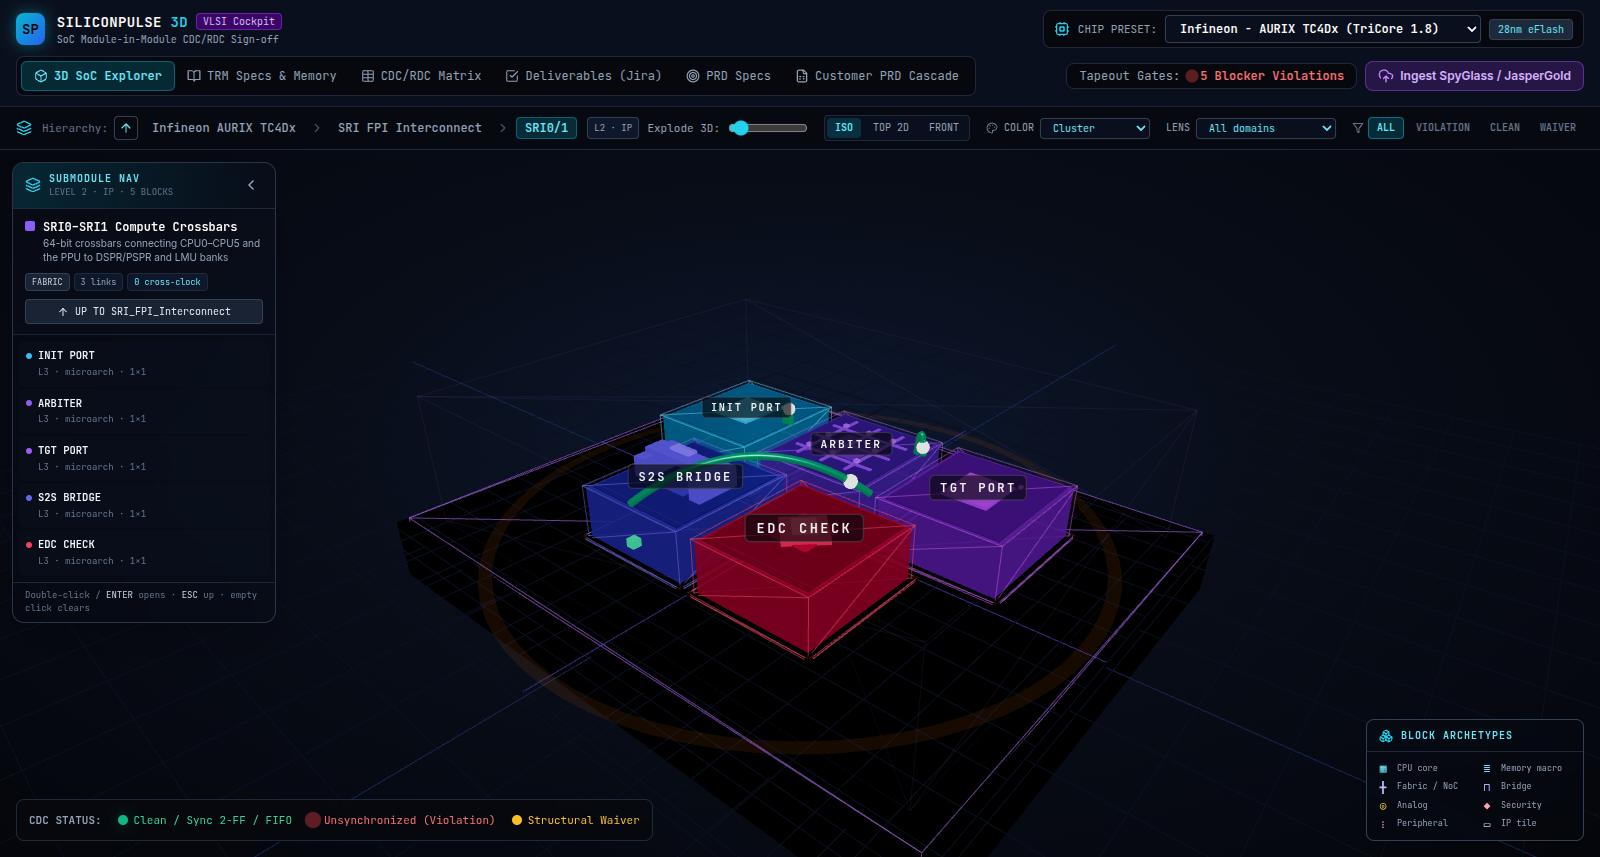 SP
SILICONPULSE 3D
VLSI Cockpit
SoC Module-in-Module CDC/RDC Sign-off
CHIP PRESET:
Infineon - AURIX TC4Dx (TriCore 1.8)
28nm eFlash
3D SoC Explorer
TRM Specs & Memory
CDC/RDC Matrix
Deliverables (Jira)
PRD Specs
Customer PRD Cascade
Tapeout Gates: 5 Blocker Violations
Ingest SpyGlass / JasperGold
Hierarchy:
Infineon AURIX TC4Dx
SRI FPI Interconnect
SRI0/1
L2 · IP
Explode 3D:
ISO
TOP 2D
FRONT
COLOR
Cluster
LENS
All domains
ALL
VIOLATION
CLEAN
WAIVER
SUBMODULE NAV
LEVEL 2 · IP · 5 BLOCKS
SRI0-SRI1 Compute Crossbars
64-bit crossbars connecting CPU0–CPU5 and
the PPU to DSPR/PSPR and LMU banks
FABRIC
3 links
0 cross-clock
UP TO SRI_FPI_Interconnect
INIT PORT
L3 · microarch · 1×1
ARBITER
L3 · microarch · 1×1
TGT PORT
L3 · microarch · 1×1
S2S BRIDGE
L3 · microarch · 1×1
EDC CHECK
L3 · microarch · 1×1
Double-click / ENTER opens · ESC up · empty
click clears
INIT PORT
ARBITER
S2S BRIDGE
TGT PORT
EDC CHECK
BLOCK ARCHETYPES
CPU core
Memory macro
Fabric / NoC
Bridge
Analog
Security
Peripheral
IP tile
CDC STATUS:
Clean / Sync 2-FF / FIFO
Unsynchronized (Violation)
Structural Waiver